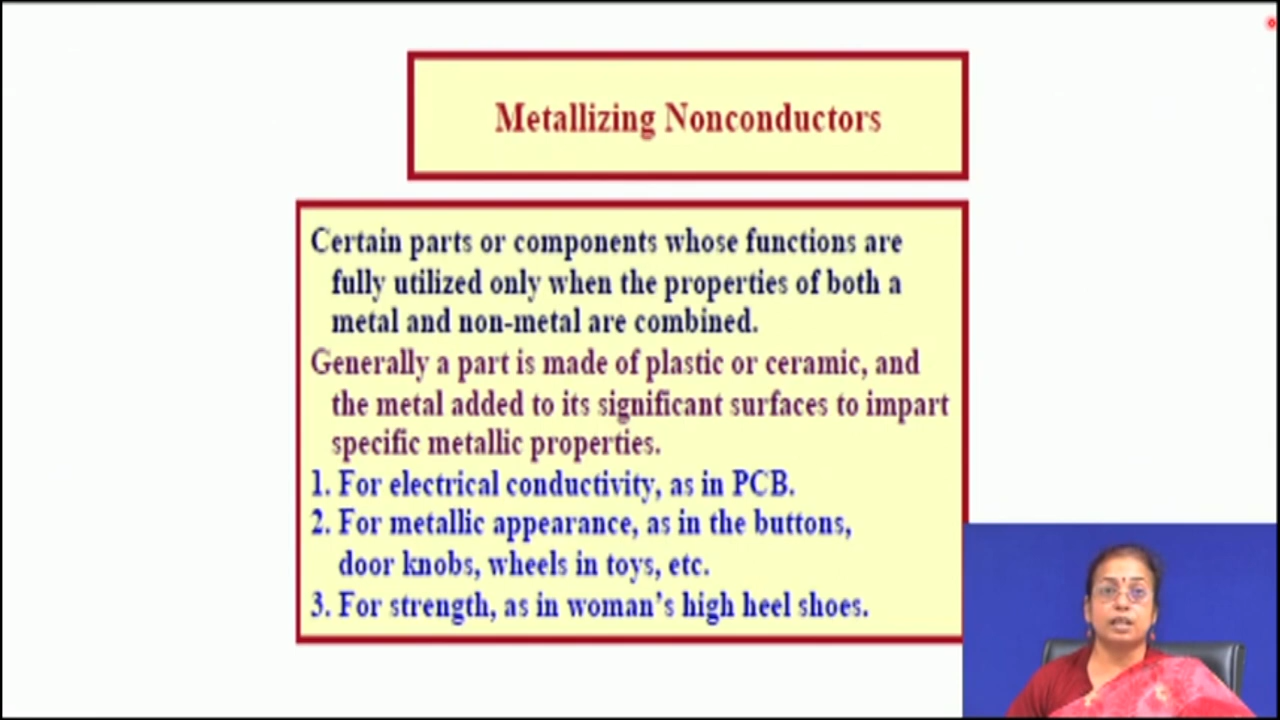 Metallizing Nonconductors
Certain parts or components whose functions are
fully utilized only when the properties of both a
metal and non-metal are combined.
Generally a part is made of plastic or ceramic, and
the metal added to its significant surfaces to impart
specific metallic properties.
1. For electrical conductivity, as in PCB.
2. For metallic appearance, as in the buttons,
door knobs, wheels in toys, etc.
3. For strength, as in woman's high heel shoes.